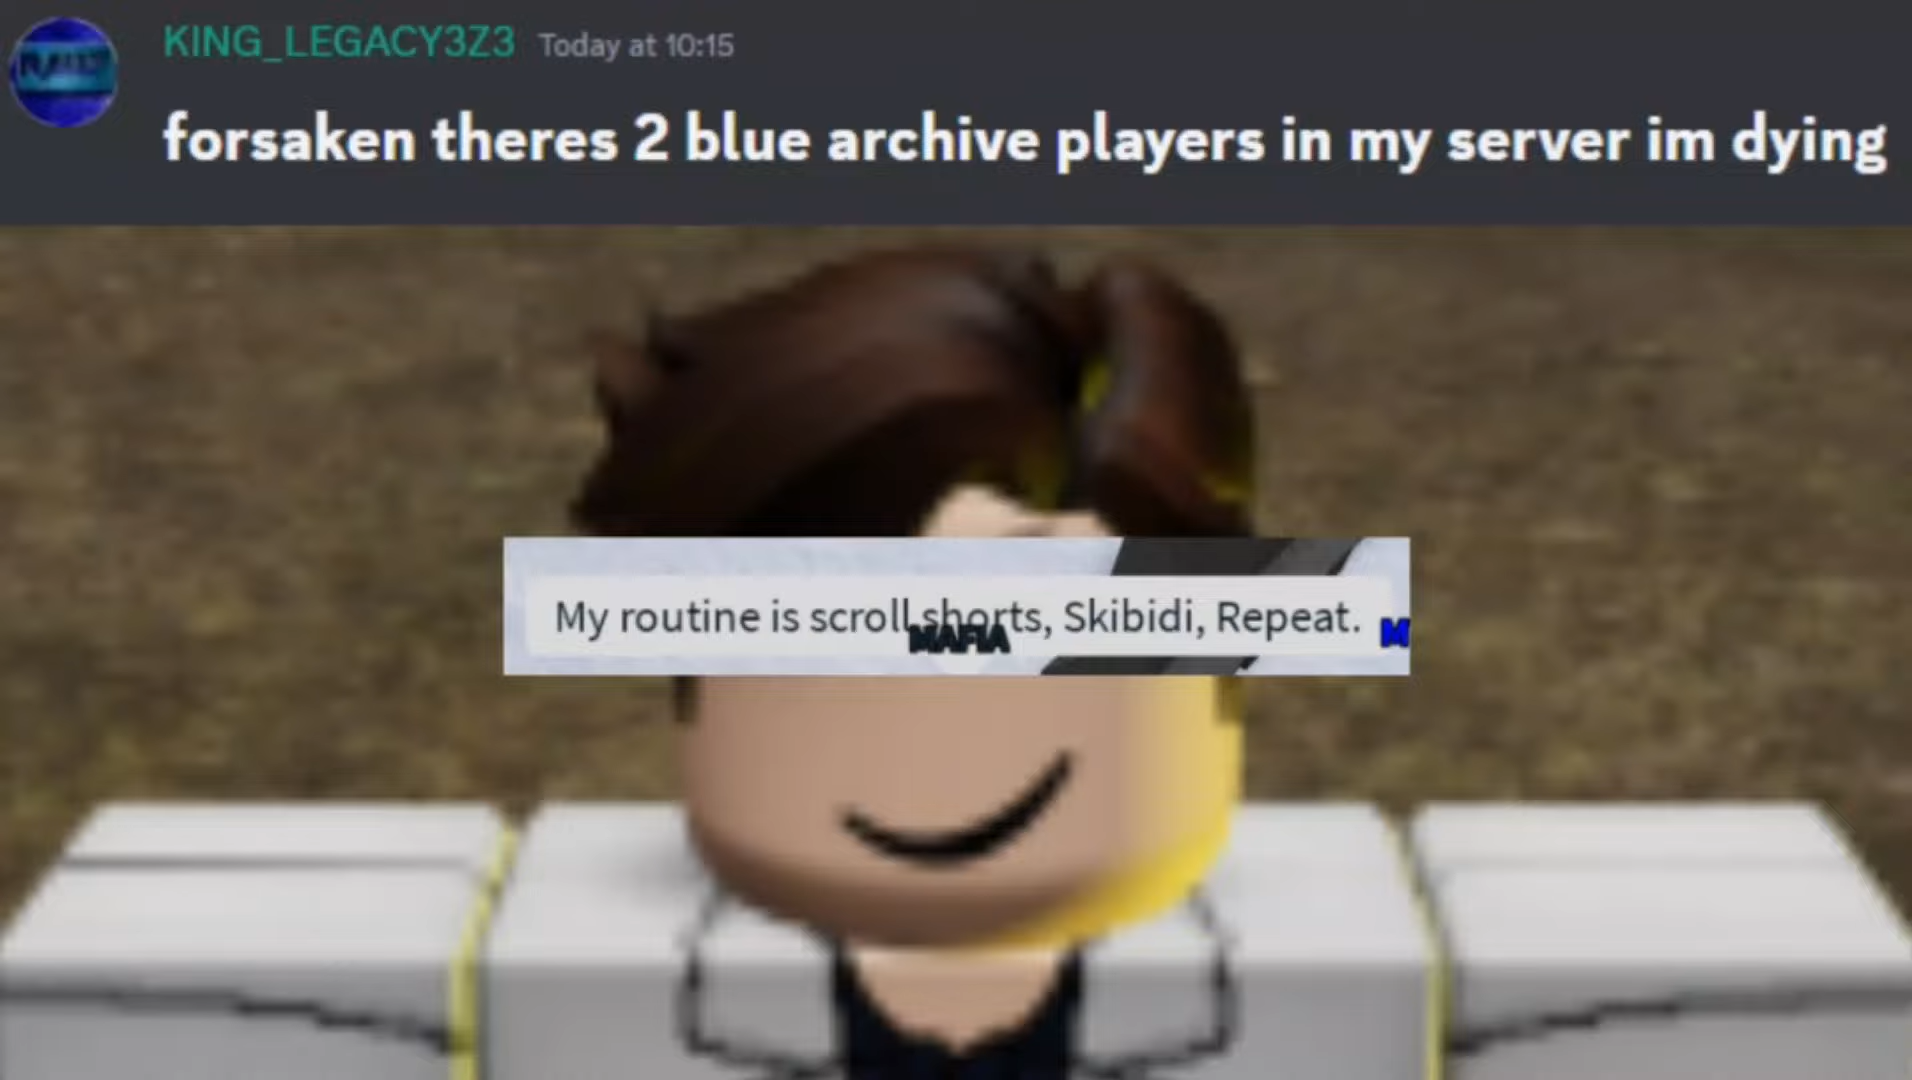 KING_LEGACY3Z3 Today at 10:15
forsaken theres 2 blue archive players in my server im dying
My routine is scroll shorts, Skibidi, Repeat.
MAFIA
M